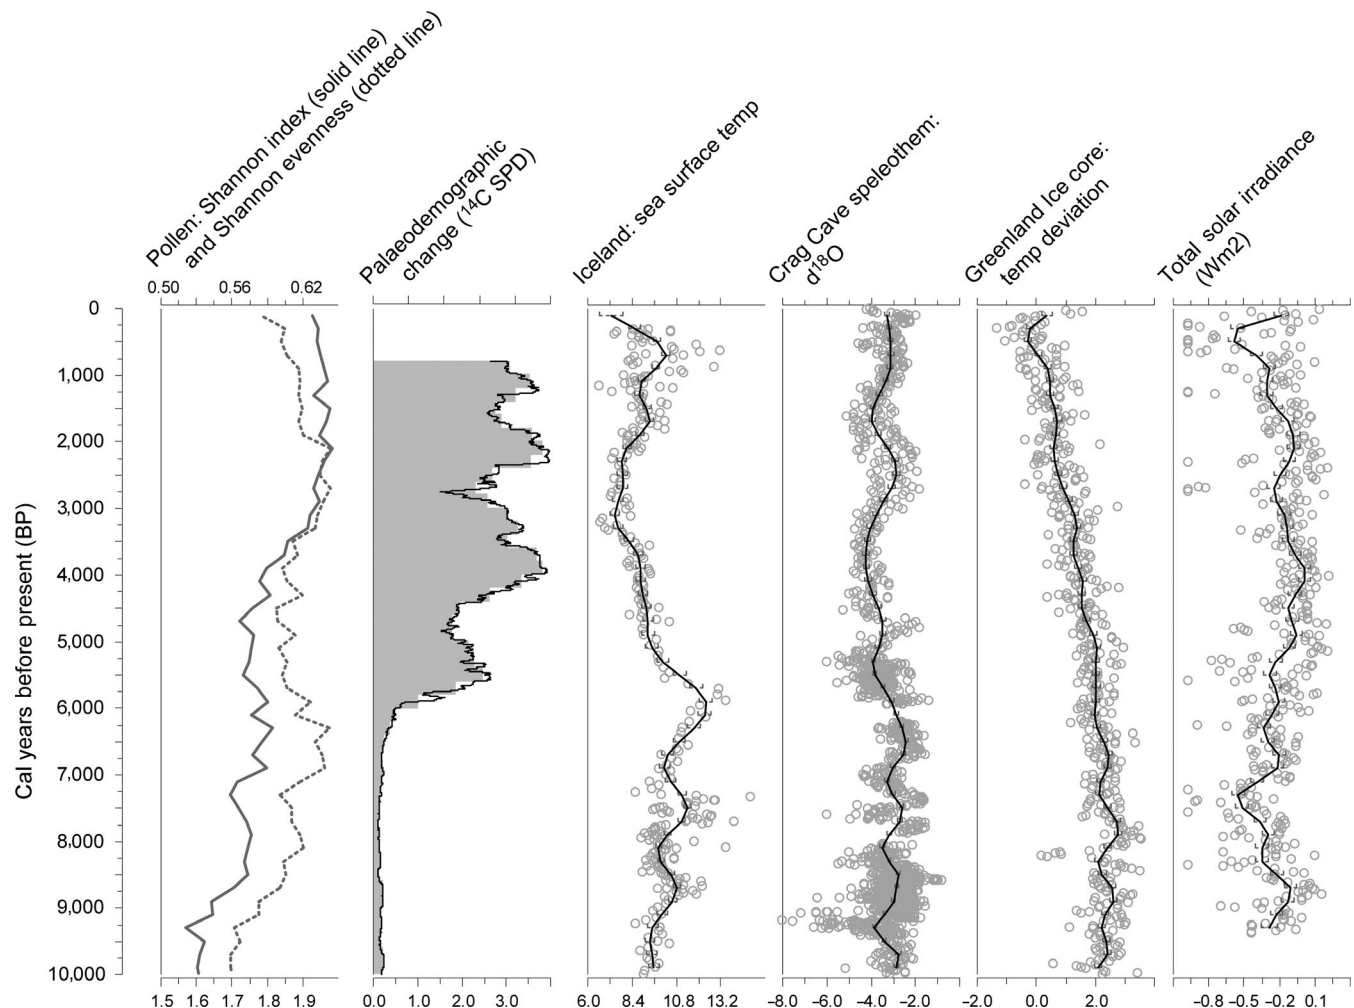 Pollen: Shannon index (solid line)
and Shannon evenness (dotted line)
Palaeodemographic
change (¹⁴C SPD)
Iceland: sea surface temp
Crag Cave speleothem:
d¹⁸O
Greenland Ice core:
temp deviation
Total solar irradiance
(Wm2)
0.50 0.56 0.62
Cal years before present (BP)
0
1,000
2,000
3,000
4,000
5,000
6,000
7,000
8,000
9,000
10,000
1.5 1.6 1.7 1.8 1.9
0.0 1.0 2.0 3.0
6.0 8.4 10.8 13.2
-8.0 -6.0 -4.0 -2.0 0
-2.0 0.0 2.0
-0.8 -0.5 -0.2 0.1